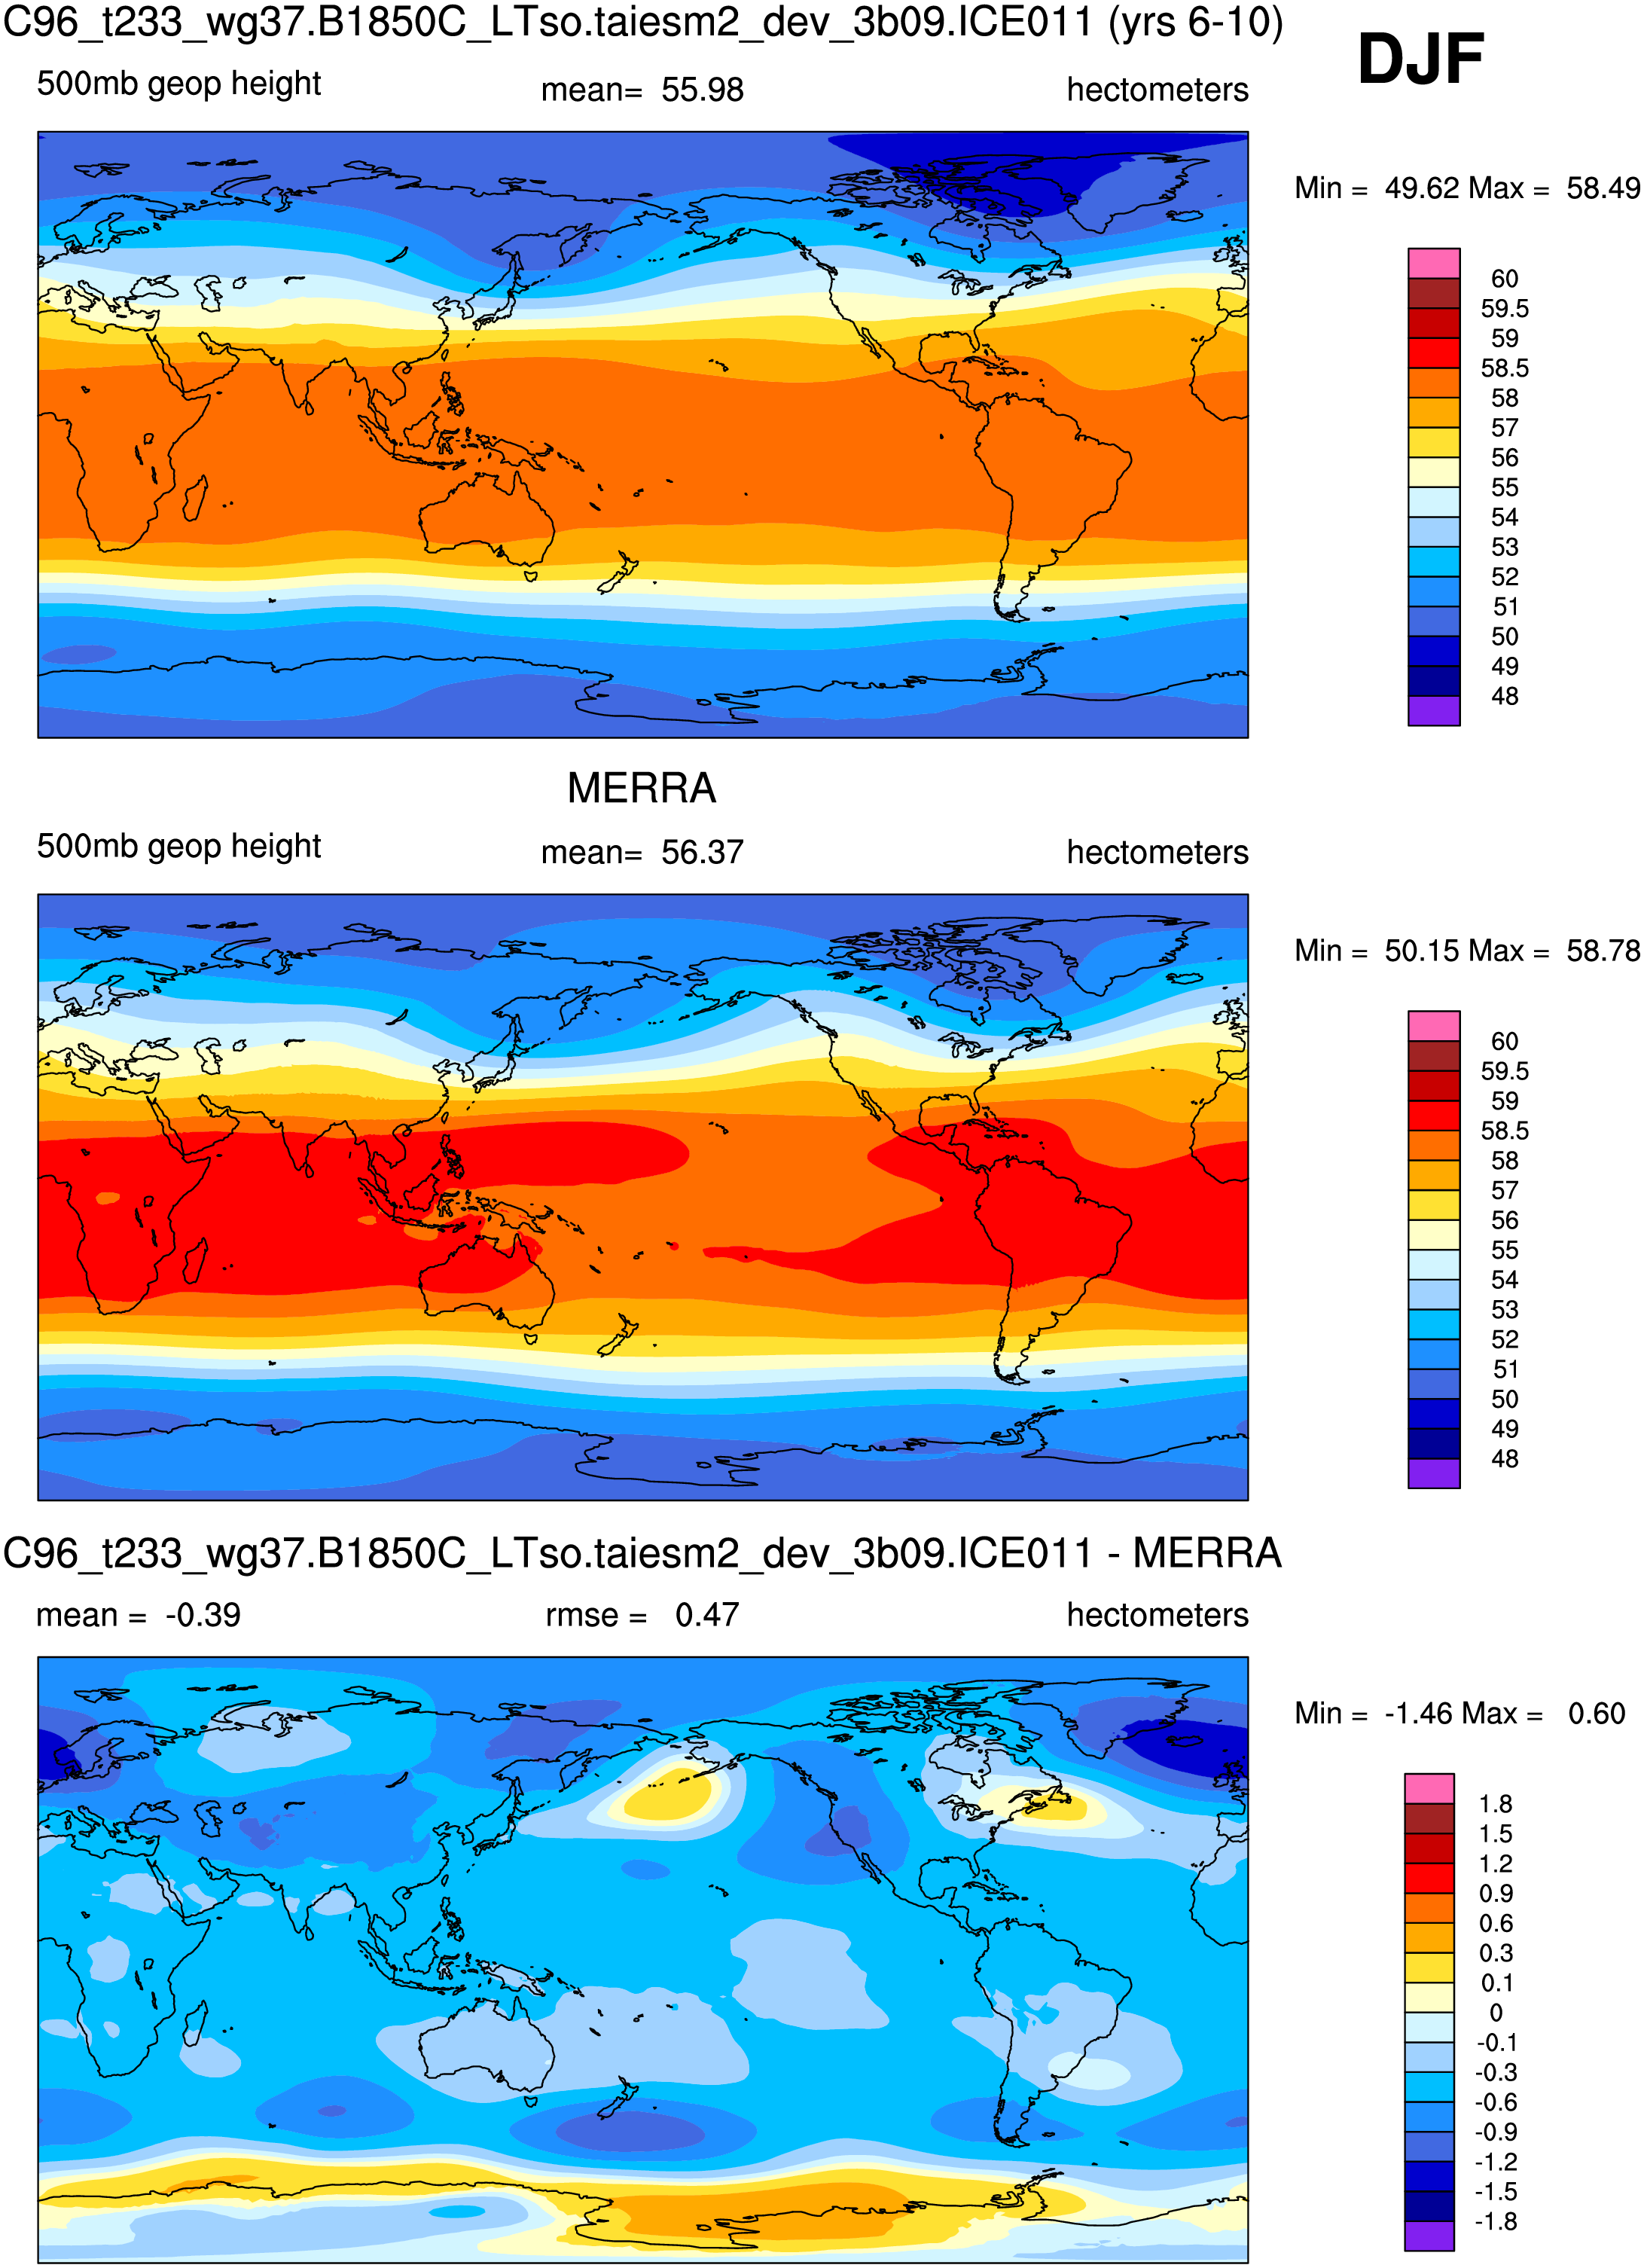 C96_t233_wg37.B1850C_LTso.taiesm2_dev_3b09.ICE011 (yrs 6-10)
DJF
500mb geop height
mean= 55.98
hectometers
Min = 49.62 Max = 58.49
60
59.5
59
58.5
58
57
56
55
54
53
52
51
50
49
48
MERRA
500mb geop height
mean= 56.37
hectometers
Min = 50.15 Max = 58.78
60
59.5
59
58.5
58
57
56
55
54
53
52
51
50
49
48
C96_t233_wg37.B1850C_LTso.taiesm2_dev_3b09.ICE011 - MERRA
mean = -0.39
rmse = 0.47
hectometers
Min = -1.46 Max = 0.60
1.8
1.5
1.2
0.9
0.6
0.3
0.1
0
-0.1
-0.3
-0.6
-0.9
-1.2
-1.5
-1.8